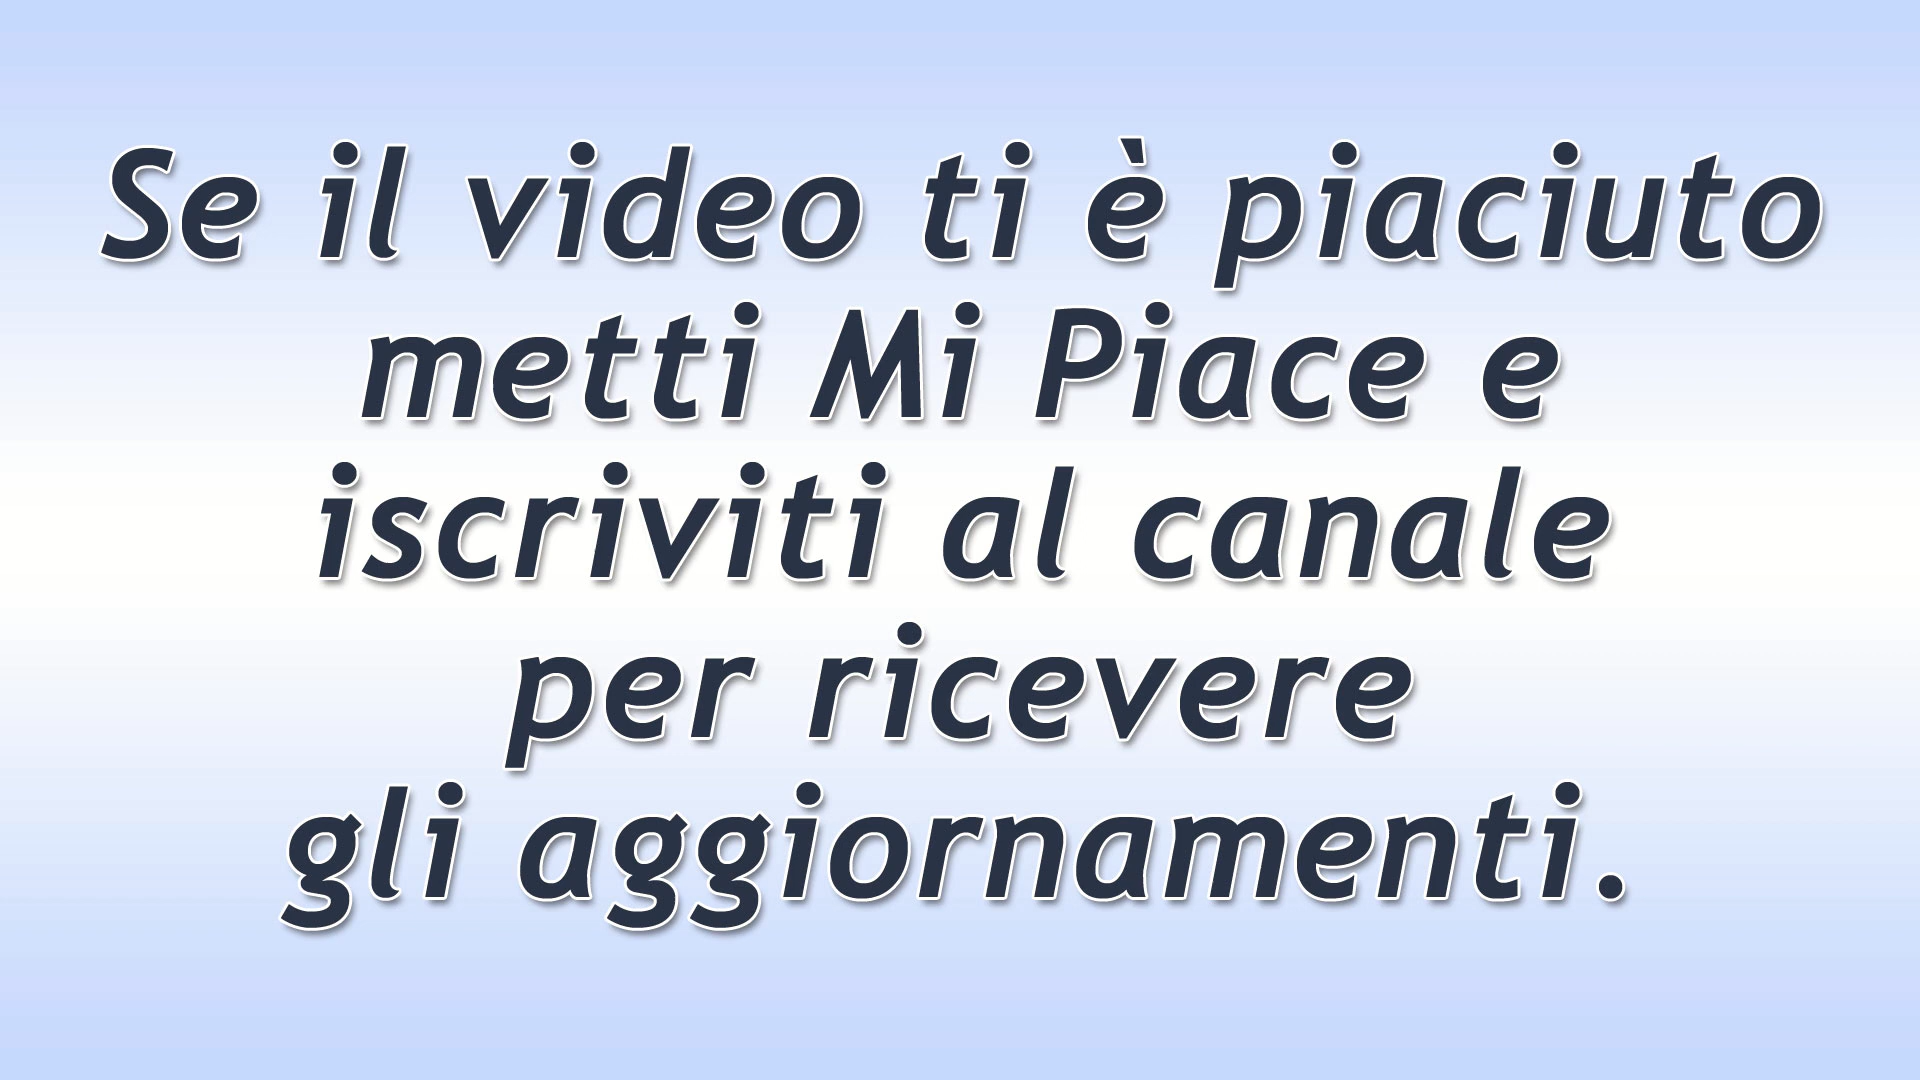 Se il video ti è piaciuto
metti Mi Piace e
iscriviti al canale
per ricevere
gli aggiornamenti.